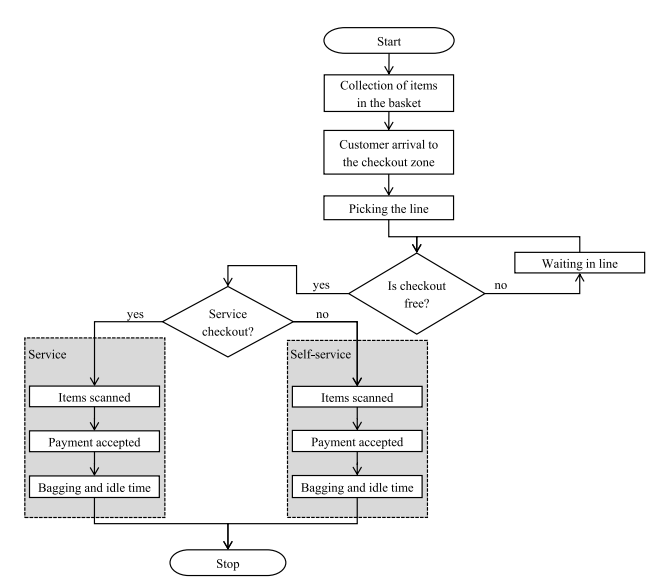 Start
Collection of items
in the basket
Customer arrival to
the checkout zone
Picking the line
Is checkout
free?
yes
no
Waiting in line
Service
checkout?
yes
no
Service
Items scanned
Payment accepted
Bagging and idle time
Self-service
Items scanned
Payment accepted
Bagging and idle time
Stop